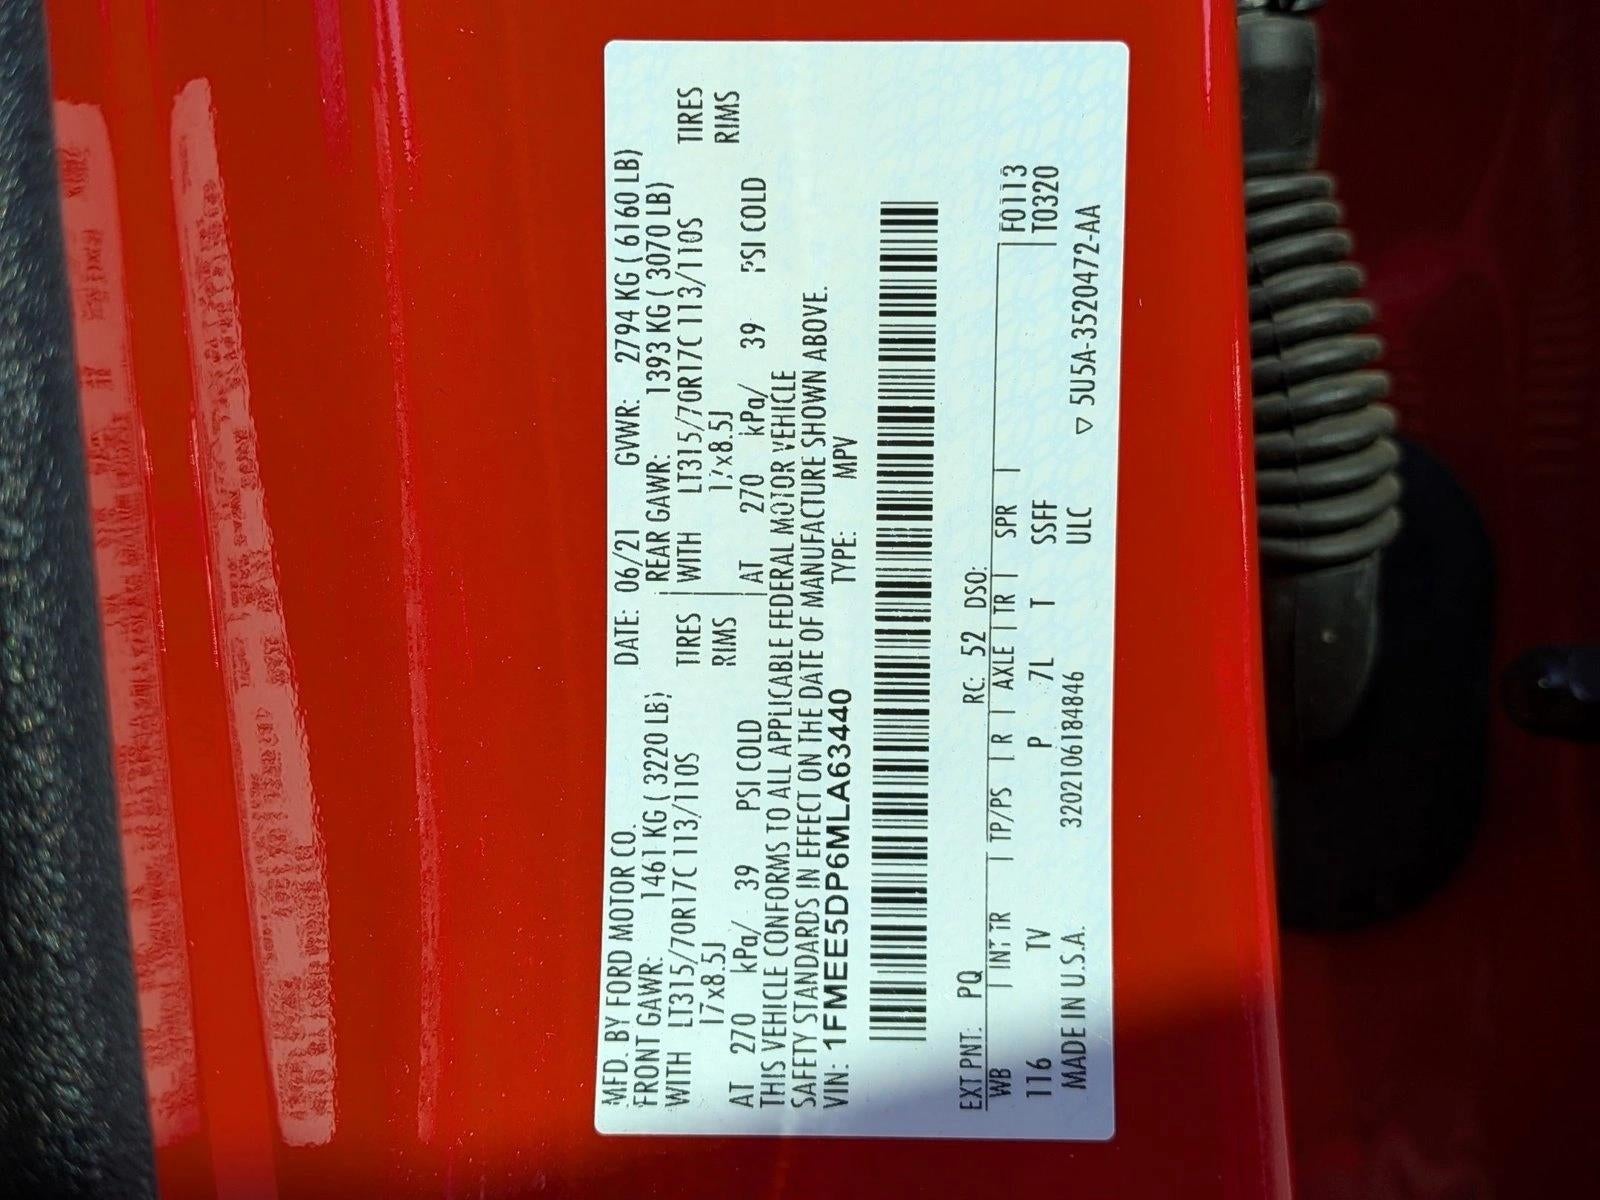 MFD. BY FORD MOTOR CO. DATE: 06/21 GVWR: 2794 KG ( 6160 LB)
FRONT GAWR: 1461 KG ( 3220 LB) REAR GAWR: 1393 KG ( 3070 LB)
WITH LT315/70R17C 113/110S TIRES WITH LT315/70R17C 113/110S TIRES
17x8.5J RIMS 17x8.5J RIMS
AT 270 kPa/ 39 PSI COLD AT 270 kPa/ 39 PSI COLD
THIS VEHICLE CONFORMS TO ALL APPLICABLE FEDERAL MOTOR VEHICLE
SAFETY STANDARDS IN EFFECT ON THE DATE OF MANUFACTURE SHOWN ABOVE.
VIN: 1FMEE5DP6MLA63440 TYPE: MPV
EXT PNT: PQ RC: 52 DSO:
WB | INT TR | TP/PS | R | AXLE | TR | SPR | F0113
116 TV P 7L T SSFF T0320
MADE IN U.S.A. 3202106184846 ULC ▽ 5U5A-3520472-AA